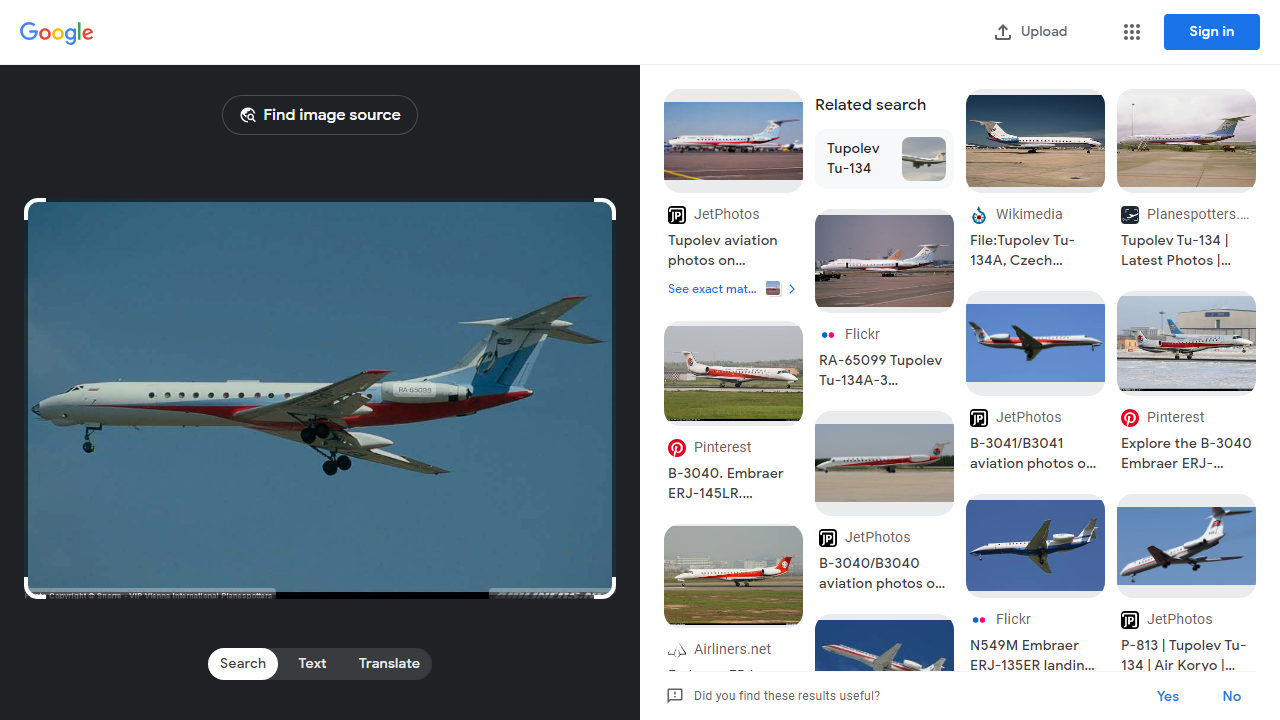 Google
Upload
Sign in
Find image source
RA-65099
Copyright © Snorre - VIP Vienna International Planespotters
AIRLINERS.NET
Search
Text
Translate
JetPhotos
Tupolev aviation
photos on...
See exact mat...
Pinterest
B-3040. Embraer
ERJ-145LR....
Airliners.net
Related search
Tupolev
Tu-134
Flickr
RA-65099 Tupolev
Tu-134A-3...
JetPhotos
B-3040/B3040
aviation photos o...
Wikimedia
File:Tupolev Tu-
134A, Czech...
JetPhotos
B-3041/B3041
aviation photos o...
Flickr
N549M Embraer
ERJ-135ER landin...
Planespotters....
Tupolev Tu-134 |
Latest Photos |...
Pinterest
Explore the B-3040
Embraer ERJ-...
JetPhotos
P-813 | Tupolev Tu-
134 | Air Koryo |...
Did you find these results useful?
Yes
No